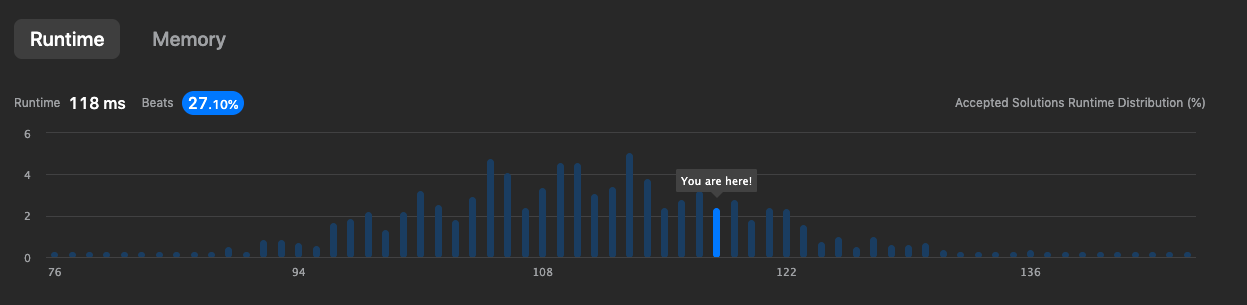 Runtime Memory
Runtime 118 ms Beats 27.10% Accepted Solutions Runtime Distribution (%)
6
4
You are here!
2
0
76 94 108 122 136